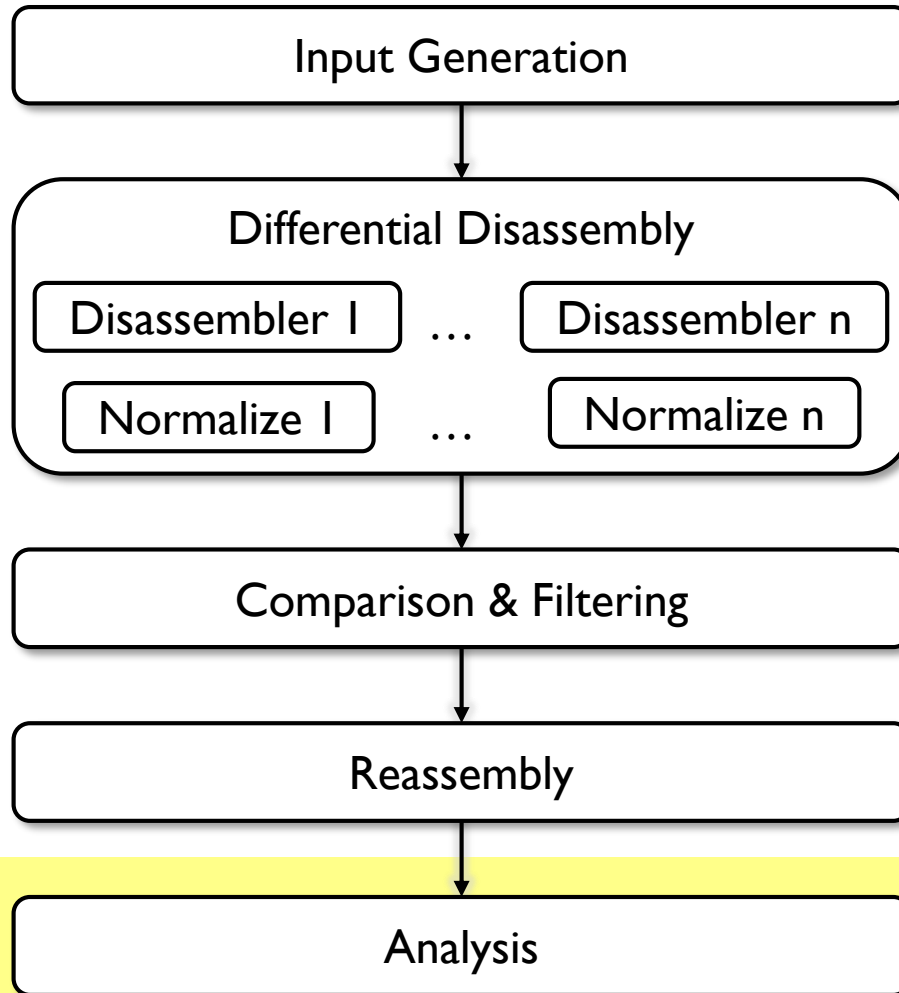 Input Generation
Differential Disassembly
Disassembler 1 … Disassembler n
Normalize 1 … Normalize n
Comparison & Filtering
Reassembly
Analysis